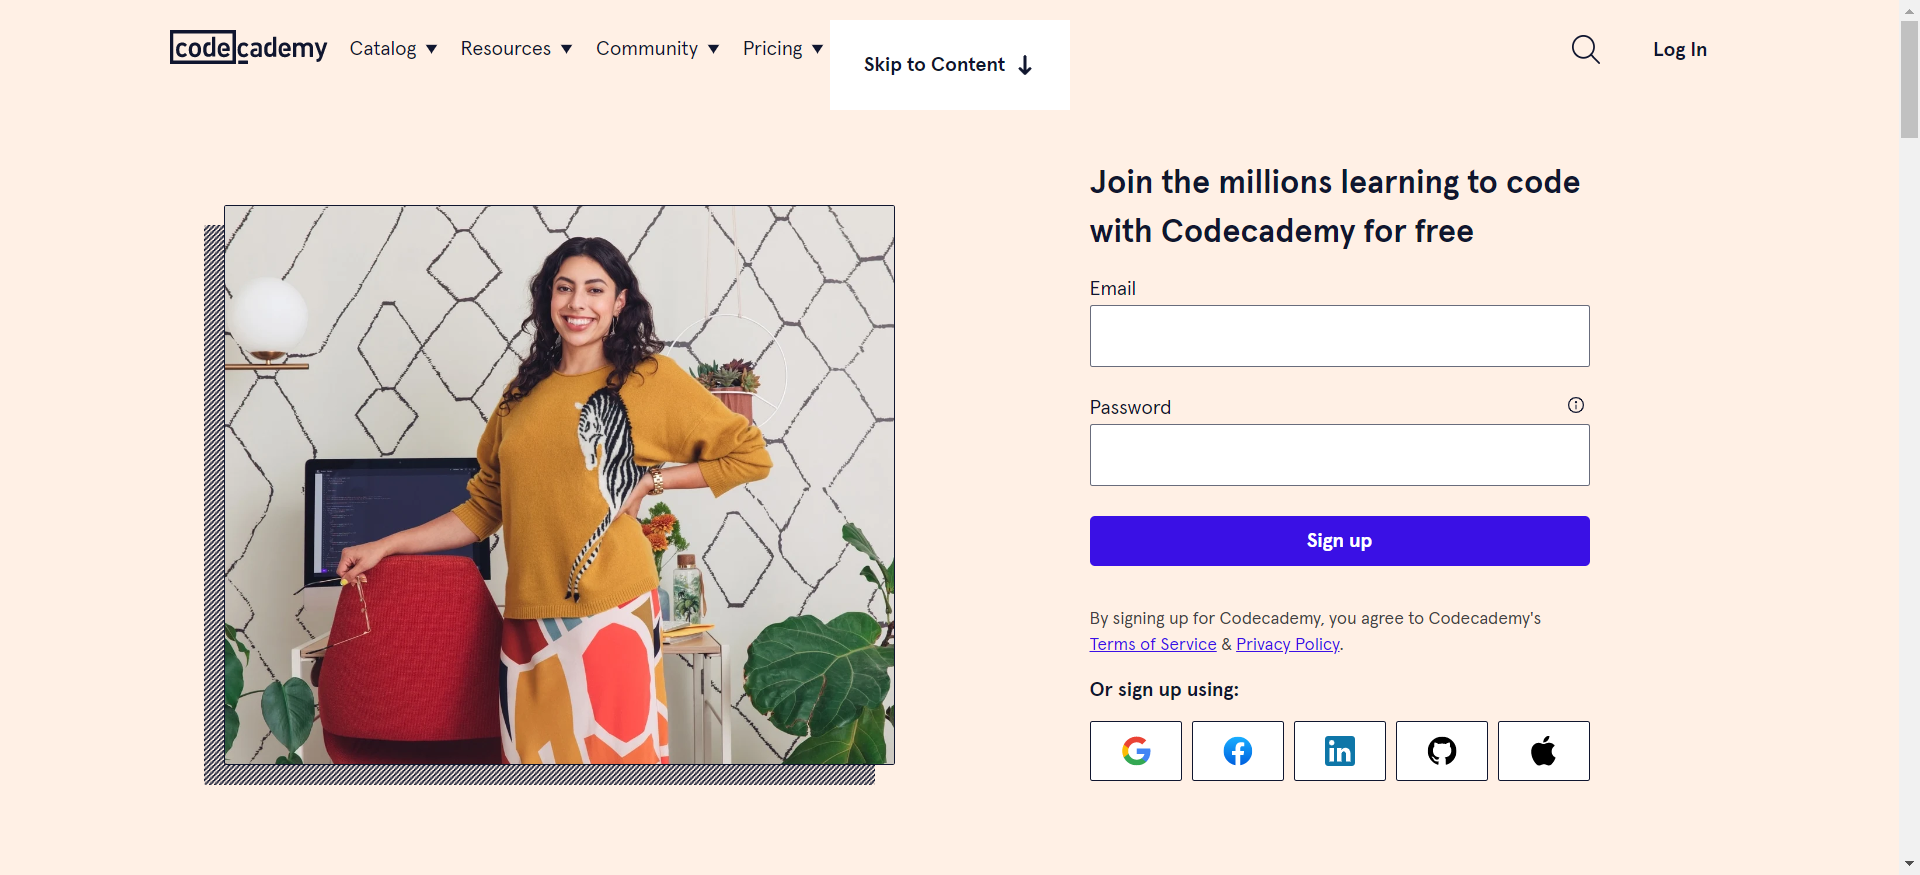 codecademy
Catalog
Resources
Community
Pricing
Skip to Content
Log In
Join the millions learning to code
with Codecademy for free
Email
Password
Sign up
By signing up for Codecademy, you agree to Codecademy's
Terms of Service & Privacy Policy.
Or sign up using:
in